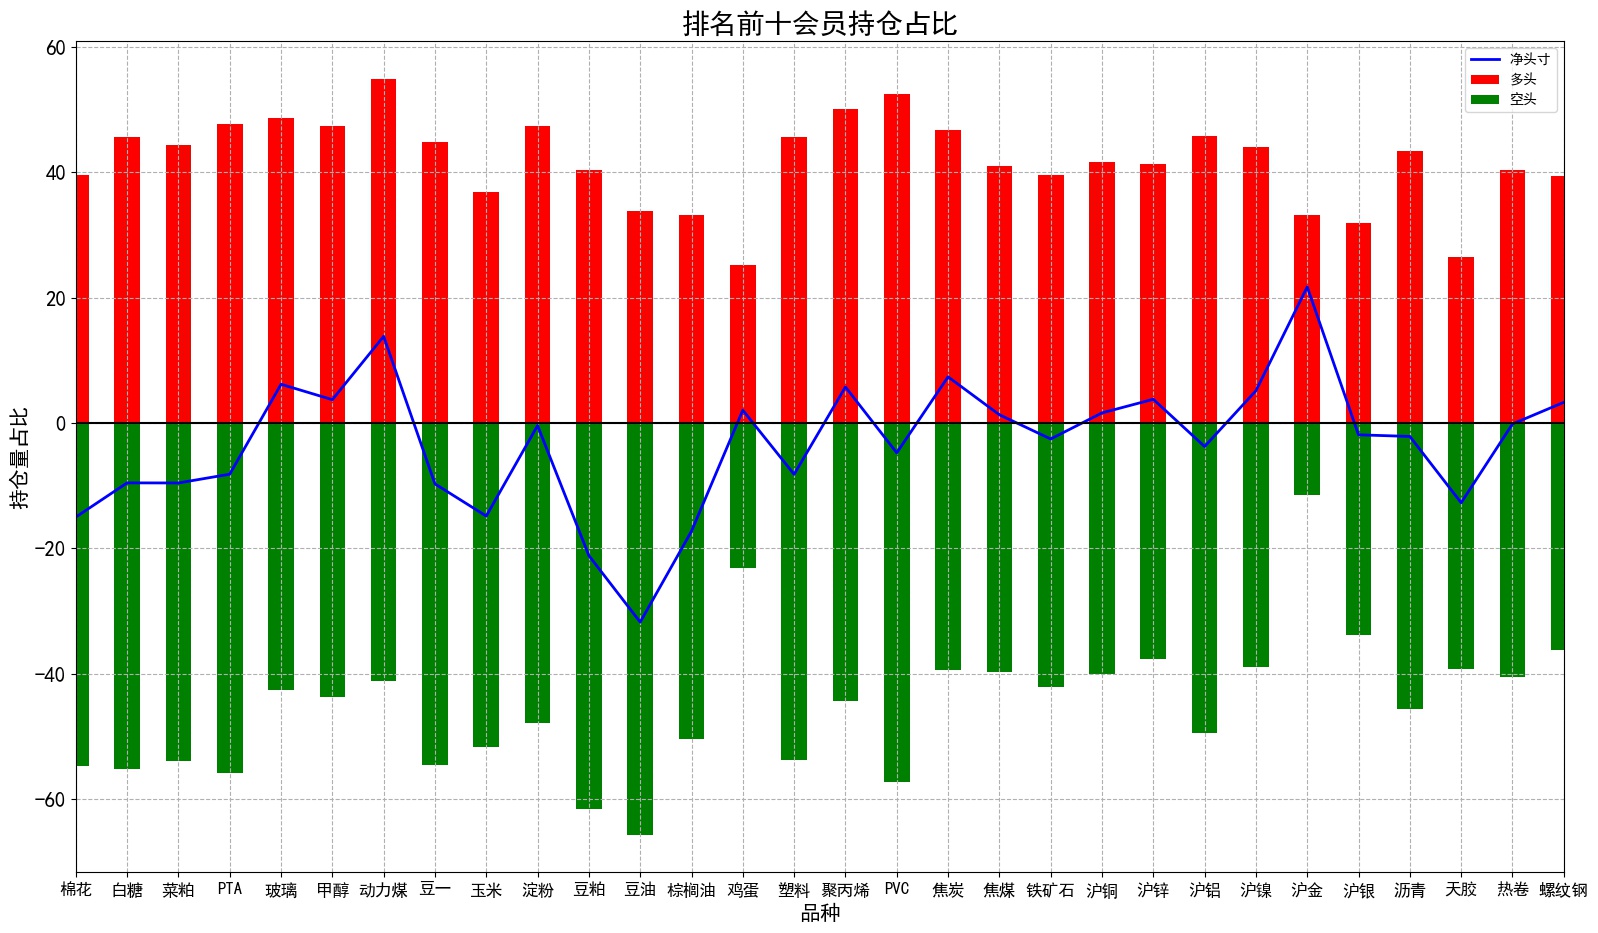 排名前十会员持仓占比
净头寸
多头
空头
持仓量占比
60
40
20
0
−20
−40
−60
棉花 白糖 菜粕 PTA 玻璃 甲醇 动力煤 豆一 玉米 淀粉 豆粕 豆油 棕榈油 鸡蛋 塑料 聚丙烯 PVC 焦炭 焦煤 铁矿石 沪铜 沪锌 沪铝 沪镍 沪金 沪银 沥青 天胶 热卷 螺纹钢
品种